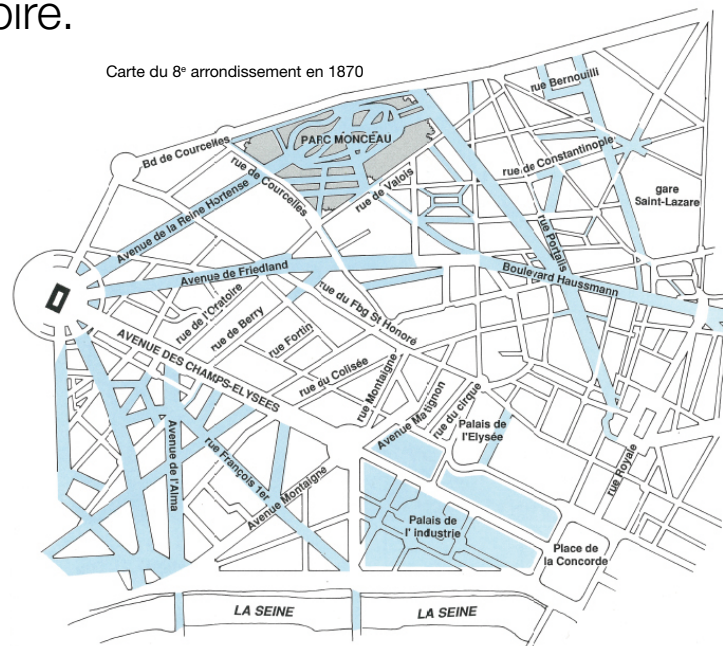 oire.
Carte du 8e arrondissement en 1870
rue Bernouilli
PARC MONCEAU
Bd de Courcelles
rue de Constantinople
rue de Courcelles
rue de Valois
gare
Saint-Lazare
Avenue de la Reine Hortense
rue Portalis
Avenue de Friedland
Boulevard Haussmann
rue de l'Oratoire
rue du Fbg St Honoré
rue de Berry
rue Fortin
AVENUE DES CHAMPS-ELYSEES
rue du Colisée
rue Montaigne
Avenue Matignon
rue du cirque
Palais de
l'Elysée
Avenue de l'Alma
rue François 1er
Avenue Montaigne
rue Royale
Palais de
l' industrie
Place de
la Concorde
LA SEINE
LA SEINE